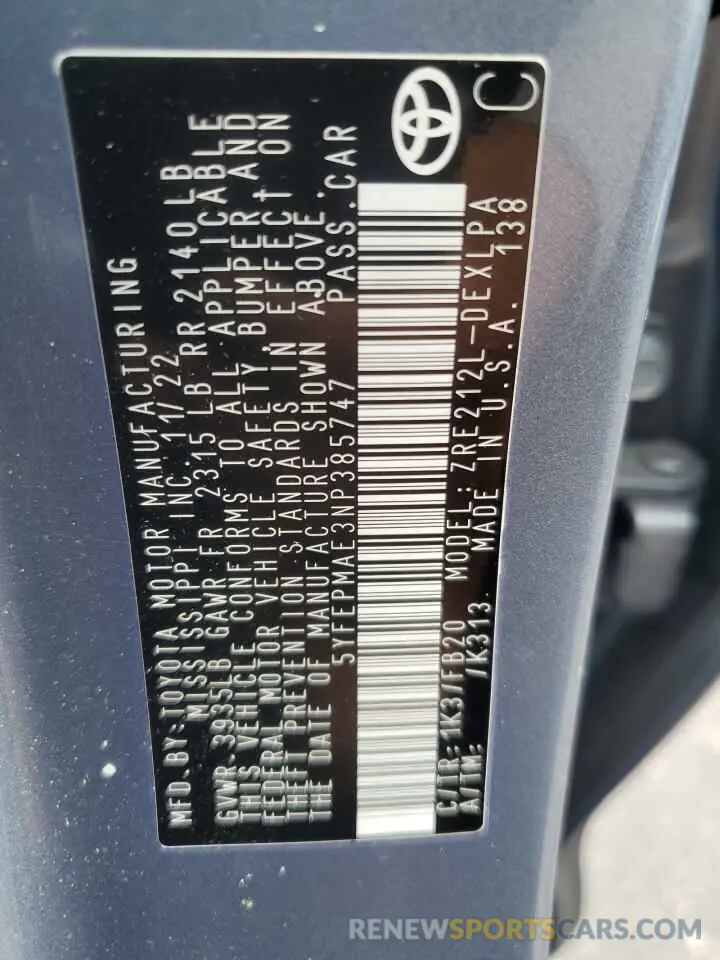 MFD.BY:TOYOTA MOTOR MANUFACTURING
MISSISSIPPI INC. 11/22
GVWR 3935LB GAWR FR 2315 LB RR 2140 LB
THIS VEHICLE CONFORMS TO ALL APPLICABLE
FEDERAL MOTOR VEHICLE SAFETY BUMPER AND
THEFT PREVENTION STANDARDS IN EFFECT ON
THE DATE OF MANUFACTURE SHOWN ABOVE.
5YFEPMAE3NP385747 PASS.CAR
C/TR: 1K3/FB20 MODEL: ZRE212L-DEXLPA
A/TM: /K313 MADE IN U.S.A. 138
C
RENEWSPORTSCARS.COM